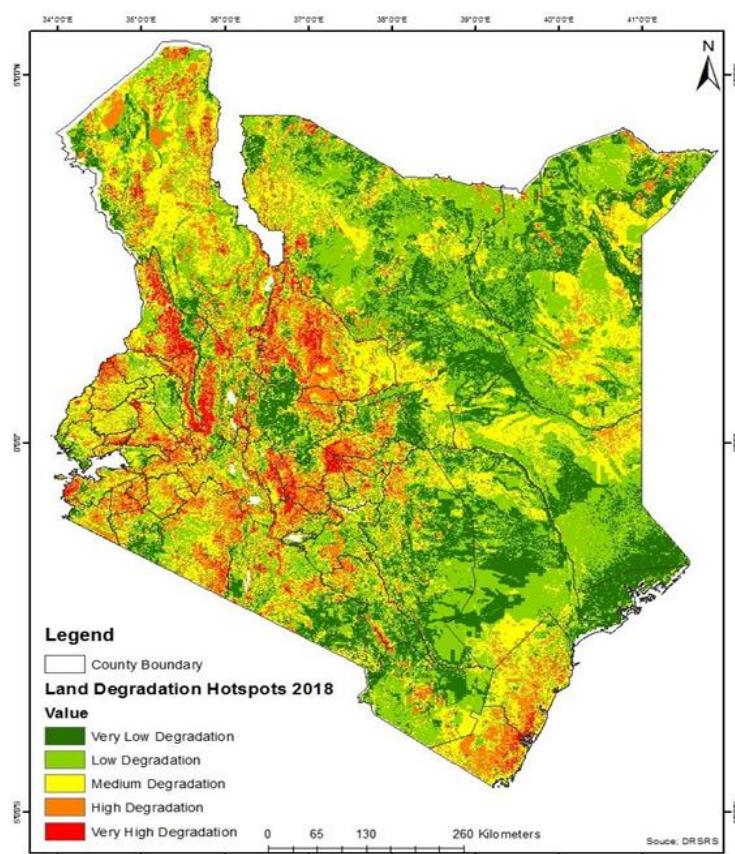 34°0'0"E 35°0'0"E 36°0'0"E 37°0'0"E 38°0'0"E 39°0'0"E 40°0'0"E 41°0'0"E
N
Legend
County Boundary
Land Degradation Hotspots 2018
Value
Very Low Degradation
Low Degradation
Medium Degradation
High Degradation
Very High Degradation
0 65 130 260 Kilometers
Souce: DRSRS